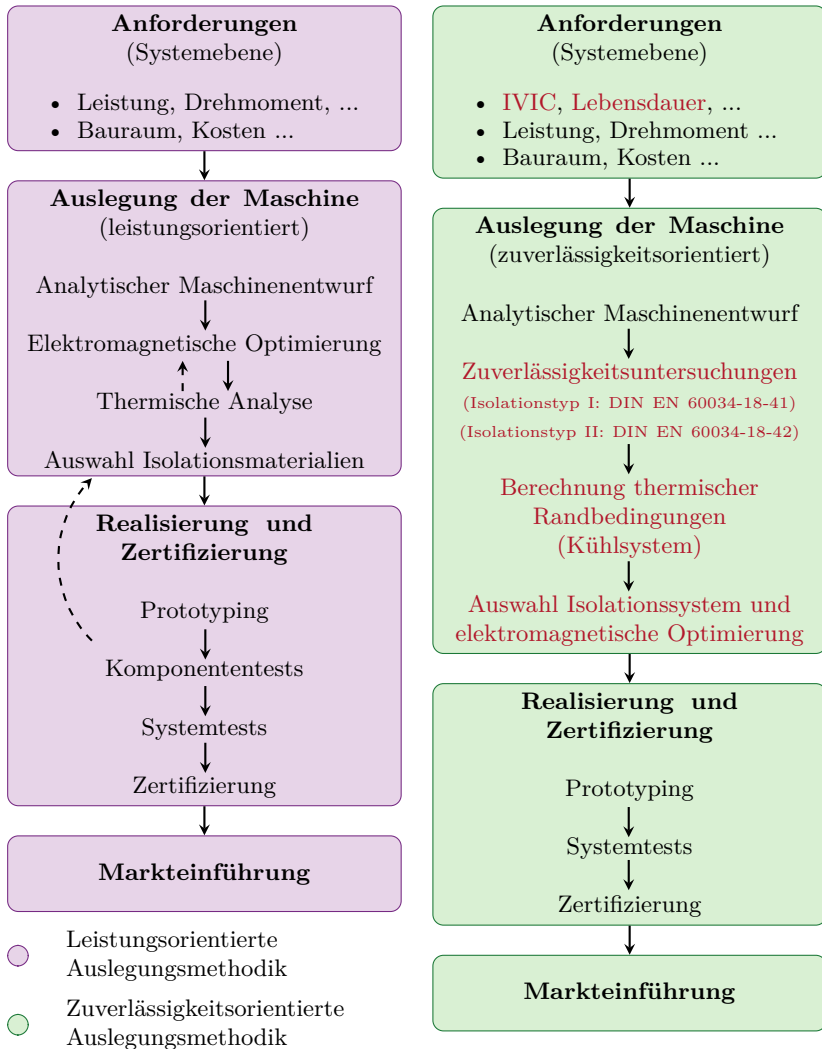 Anforderungen
(Systemebene)
• Leistung, Drehmoment, ...
• Bauraum, Kosten ...
Auslegung der Maschine
(leistungsorientiert)
Analytischer Maschinenentwurf
Elektromagnetische Optimierung
Thermische Analyse
Auswahl Isolationsmaterialien
Realisierung und
Zertifizierung
Prototyping
Komponententests
Systemtests
Zertifizierung
Markteinführung
Leistungsorientierte
Auslegungsmethodik
Zuverlässigkeitsorientierte
Auslegungsmethodik
Anforderungen
(Systemebene)
• IVIC, Lebensdauer, ...
• Leistung, Drehmoment ...
• Bauraum, Kosten ...
Auslegung der Maschine
(zuverlässigkeitsorientiert)
Analytischer Maschinenentwurf
Zuverlässigkeitsuntersuchungen
(Isolationstyp I: DIN EN 60034-18-41)
(Isolationstyp II: DIN EN 60034-18-42)
Berechnung thermischer
Randbedingungen
(Kühlsystem)
Auswahl Isolationssystem und
elektromagnetische Optimierung
Realisierung und
Zertifizierung
Prototyping
Systemtests
Zertifizierung
Markteinführung